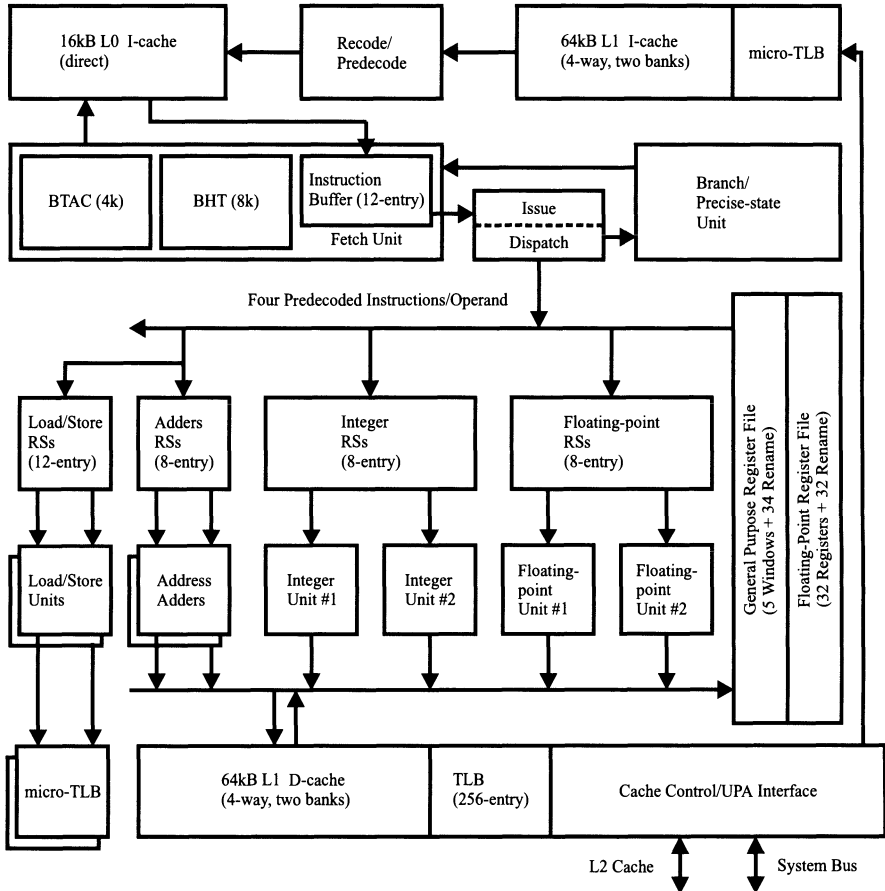 16kB L0 I-cache
(direct)
Recode/
Predecode
64kB L1 I-cache
(4-way, two banks)
micro-TLB
BTAC (4k)
BHT (8k)
Instruction
Buffer (12-entry)
Fetch Unit
Issue
Dispatch
Branch/
Precise-state
Unit
Four Predecoded Instructions/Operand
Load/Store
RSs
(12-entry)
Adders
RSs
(8-entry)
Integer
RSs
(8-entry)
Floating-point
RSs
(8-entry)
General Purpose Register File
(5 Windows + 34 Rename)
Floating-Point Register File
(32 Registers + 32 Rename)
Load/Store
Units
Address
Adders
Integer
Unit #1
Integer
Unit #2
Floating-
point
Unit #1
Floating-
point
Unit #2
micro-TLB
64kB L1 D-cache
(4-way, two banks)
TLB
(256-entry)
Cache Control/UPA Interface
L2 Cache
System Bus